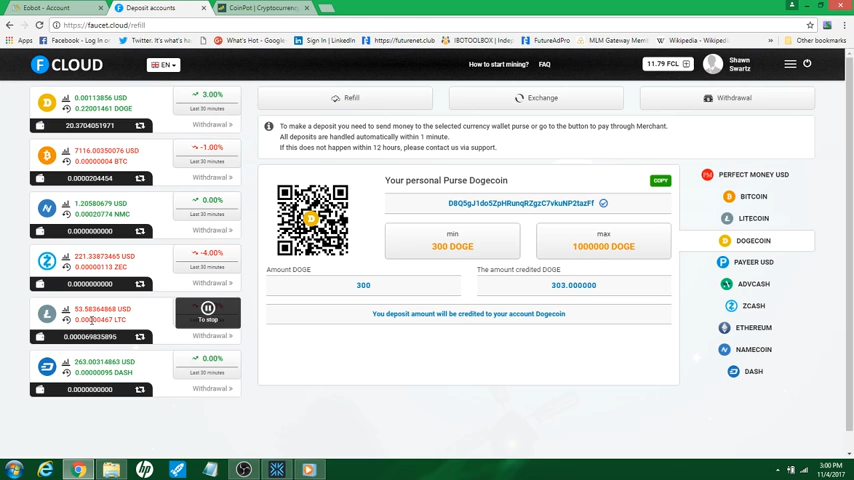 Eobot - Account
Deposit accounts
CoinPot | Cryptocurrency
https://faucet.cloud/refill
Apps
Facebook - Log In or
Twitter. It's what's ha
What's Hot - Google+
Sign In | LinkedIn
https://futurenet.club
IBOTOOLBOX | Indep
FutureAdPro
MLM Gateway Memb
Wikipedia - Wikipedia
Other bookmarks
F CLOUD
EN
How to start mining?
FAQ
11.79 FCL
Shawn
Swartz
0.00113856 USD
0.22001461 DOGE
20.3704051971
3.00%
Last 30 minutes
Withdrawal »
7116.00350076 USD
0.00000004 BTC
0.0000204454
-1.00%
Last 30 minutes
Withdrawal »
1.20580679 USD
0.00020774 NMC
0.0000000000
0.00%
Last 30 minutes
Withdrawal »
221.33873465 USD
0.00000113 ZEC
0.0000000000
-4.00%
Last 30 minutes
Withdrawal »
53.58364868 USD
0.00000467 LTC
0.000069835895
To stop
Withdrawal »
263.00314863 USD
0.00000095 DASH
0.0000000000
0.00%
Last 30 minutes
Withdrawal »
Refill
Exchange
Withdrawal
To make a deposit you need to send money to the selected currency wallet purse or go to the button to pay through Merchant.
All deposits are handled automatically within 1 minute.
If this does not happen within 12 hours, please contact us via support.
Your personal Purse Dogecoin
COPY
D8Q5gJ1do5ZpHRunqRZgzC7vkuNP2tazFf
min
300 DOGE
max
1000000 DOGE
Amount DOGE
300
The amount credited DOGE
303.000000
You deposit amount will be credited to your account Dogecoin
PERFECT MONEY USD
BITCOIN
LITECOIN
DOGECOIN
PAYEER USD
ADVCASH
ZCASH
ETHEREUM
NAMECOIN
DASH
3:00 PM
11/4/2017